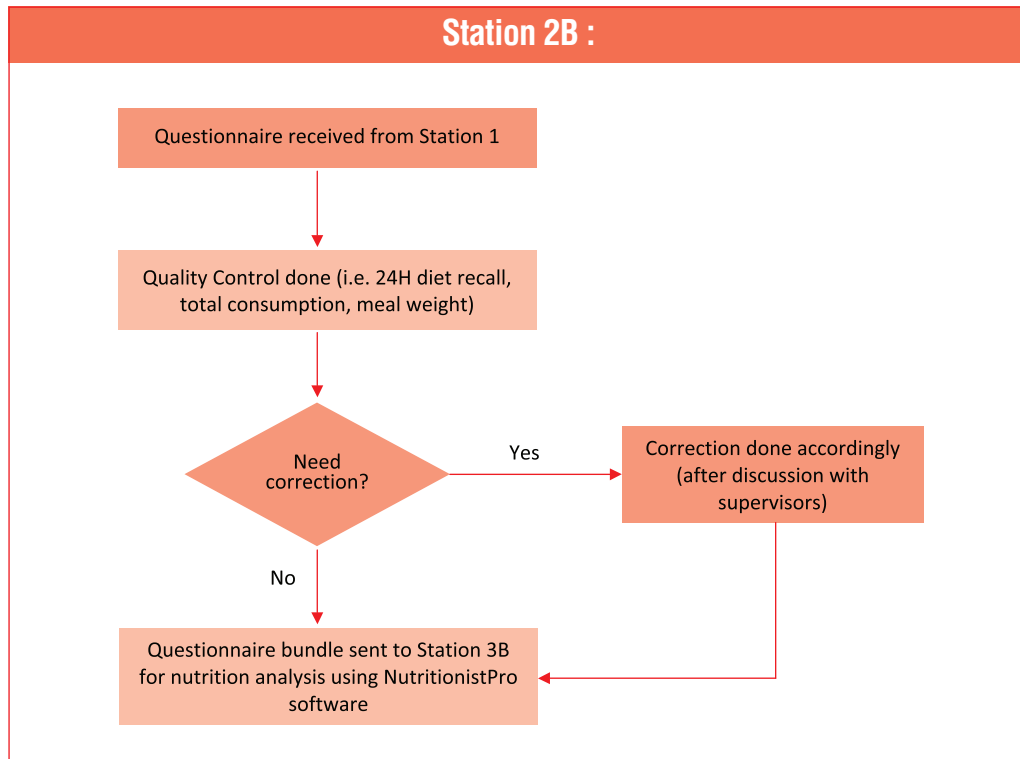 Station 2B :
Questionnaire received from Station 1
Quality Control done (i.e. 24H diet recall,
total consumption, meal weight)
Need
correction?
Yes
Correction done accordingly
(after discussion with
supervisors)
No
Questionnaire bundle sent to Station 3B
for nutrition analysis using NutritionistPro
software